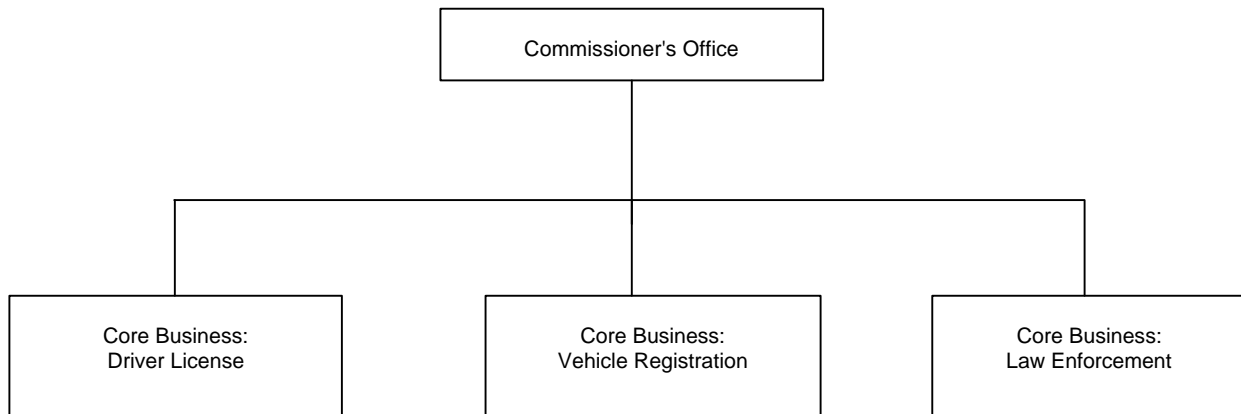 Commissioner's Office
Core Business:
Driver License
Core Business:
Vehicle Registration
Core Business:
Law Enforcement